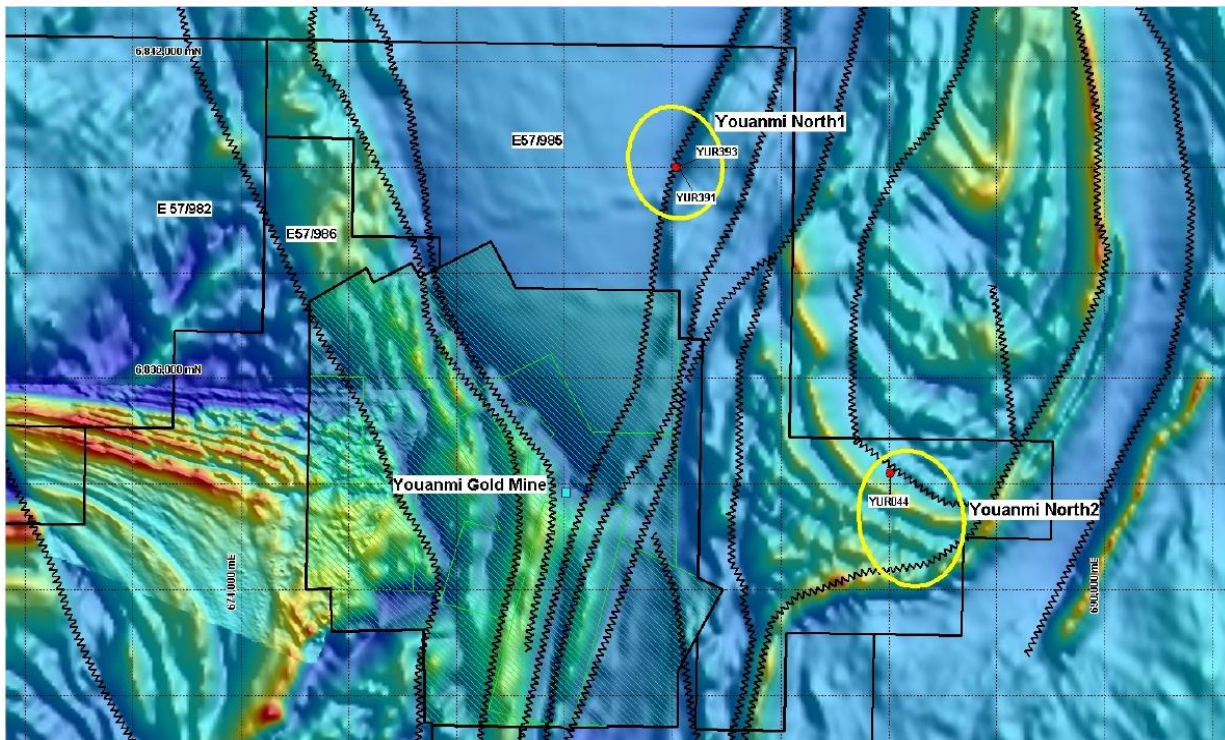 6,842,000 mN
Youanmi North1
E57/985
YUR393
YUR391
E 57/982
E57/986
6,836,000 mN
Youanmi Gold Mine
YUR044
Youanmi North2
674,000 mE
690,000 mE